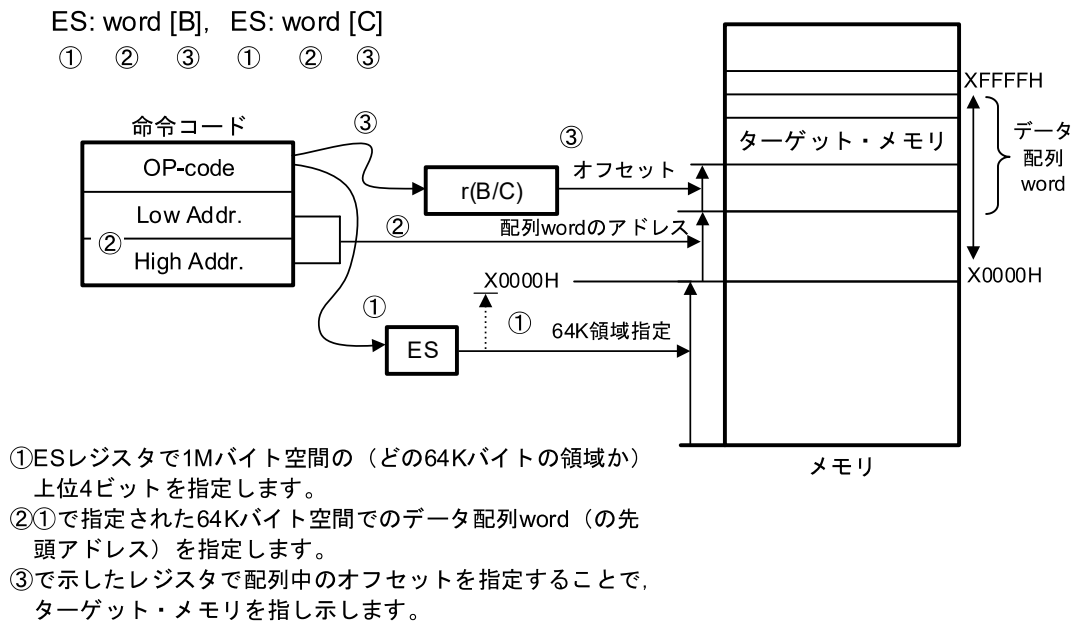 ES: word [B], ES: word [C]
① ② ③ ① ② ③
命令コード
OP-code
Low Addr.
②
High Addr.
③
r(B/C)
③
オフセット
②
配列wordのアドレス
①
ES
X0000H
①
64K領域指定
ターゲット・メモリ
XFFFFH
データ
配列
word
X0000H
メモリ
①ESレジスタで1Mバイト空間の（どの64Kバイトの領域か）
上位4ビットを指定します。
②①で指定された64Kバイト空間でのデータ配列word（の先
頭アドレス）を指定します。
③で示したレジスタで配列中のオフセットを指定することで,
ターゲット・メモリを指し示します。